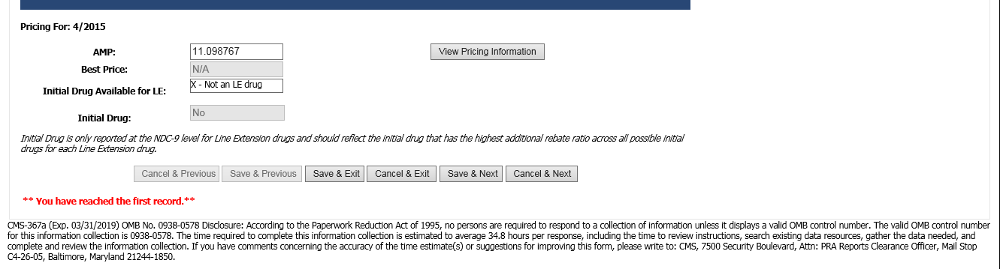 Pricing For: 4/2015
AMP: 11.098767 View Pricing Information
Best Price: N/A
Initial Drug Available for LE: X - Not an LE drug
Initial Drug: No
Initial Drug is only reported at the NDC-9 level for Line Extension drugs and should reflect the initial drug that has the highest additional rebate ratio across all possible initial
drugs for each Line Extension drug.
Cancel & Previous Save & Previous Save & Exit Cancel & Exit Save & Next Cancel & Next
** You have reached the first record.**
CMS-367a (Exp. 03/31/2019) OMB No. 0938-0578 Disclosure: According to the Paperwork Reduction Act of 1995, no persons are required to respond to a collection of information unless it displays a valid OMB control number. The valid OMB control number
for this information collection is 0938-0578. The time required to complete this information collection is estimated to average 34.8 hours per response, including the time to review instructions, search existing data resources, gather the data needed, and
complete and review the information collection. If you have comments concerning the accuracy of the time estimate(s) or suggestions for improving this form, please write to: CMS, 7500 Security Boulevard, Attn: PRA Reports Clearance Officer, Mail Stop
C4-26-05, Baltimore, Maryland 21244-1850.